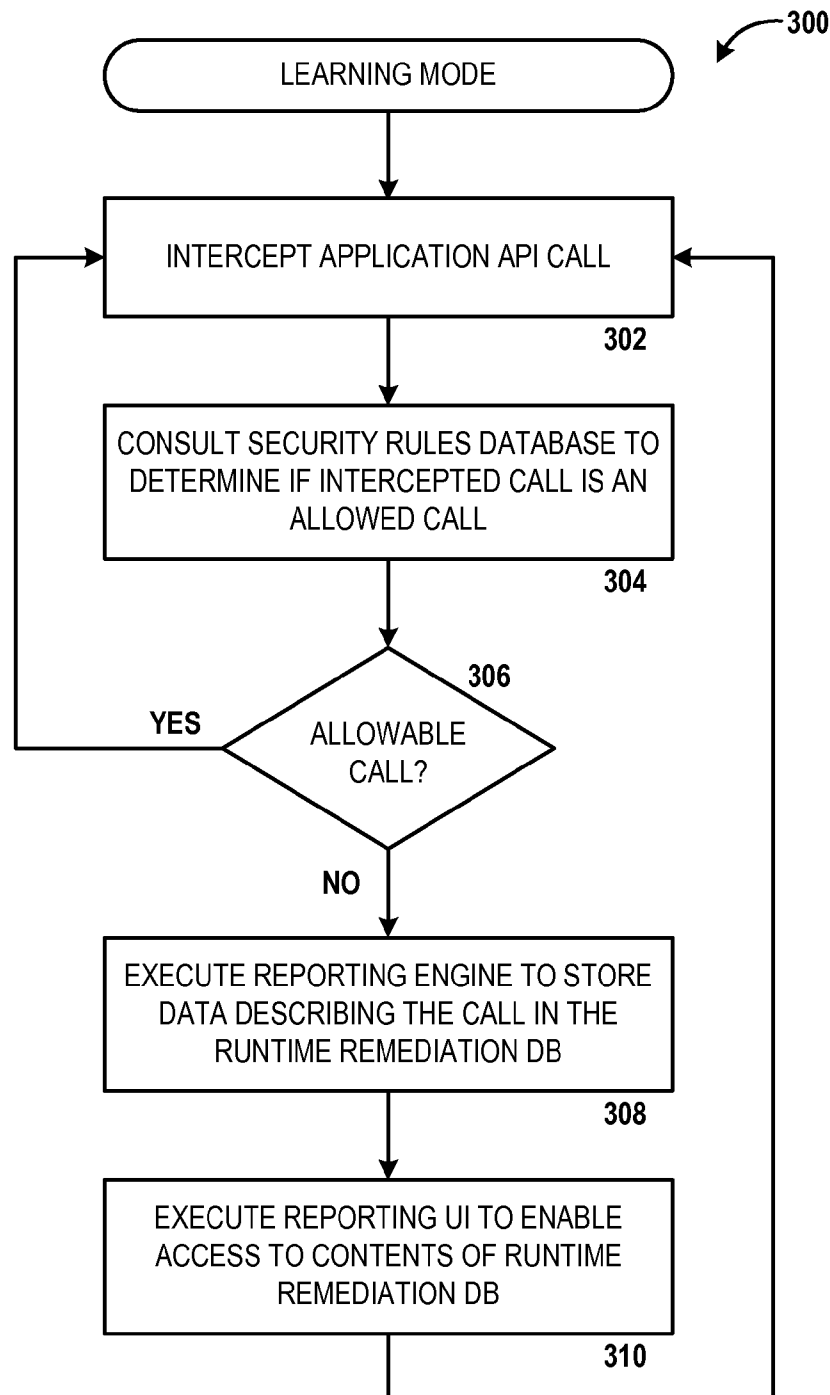 300
LEARNING MODE
INTERCEPT APPLICATION API CALL
302
CONSULT SECURITY RULES DATABASE TO
DETERMINE IF INTERCEPTED CALL IS AN
ALLOWED CALL
304
306
YES
ALLOWABLE
CALL?
NO
EXECUTE REPORTING ENGINE TO STORE
DATA DESCRIBING THE CALL IN THE
RUNTIME REMEDIATION DB
308
EXECUTE REPORTING UI TO ENABLE
ACCESS TO CONTENTS OF RUNTIME
REMEDIATION DB
310